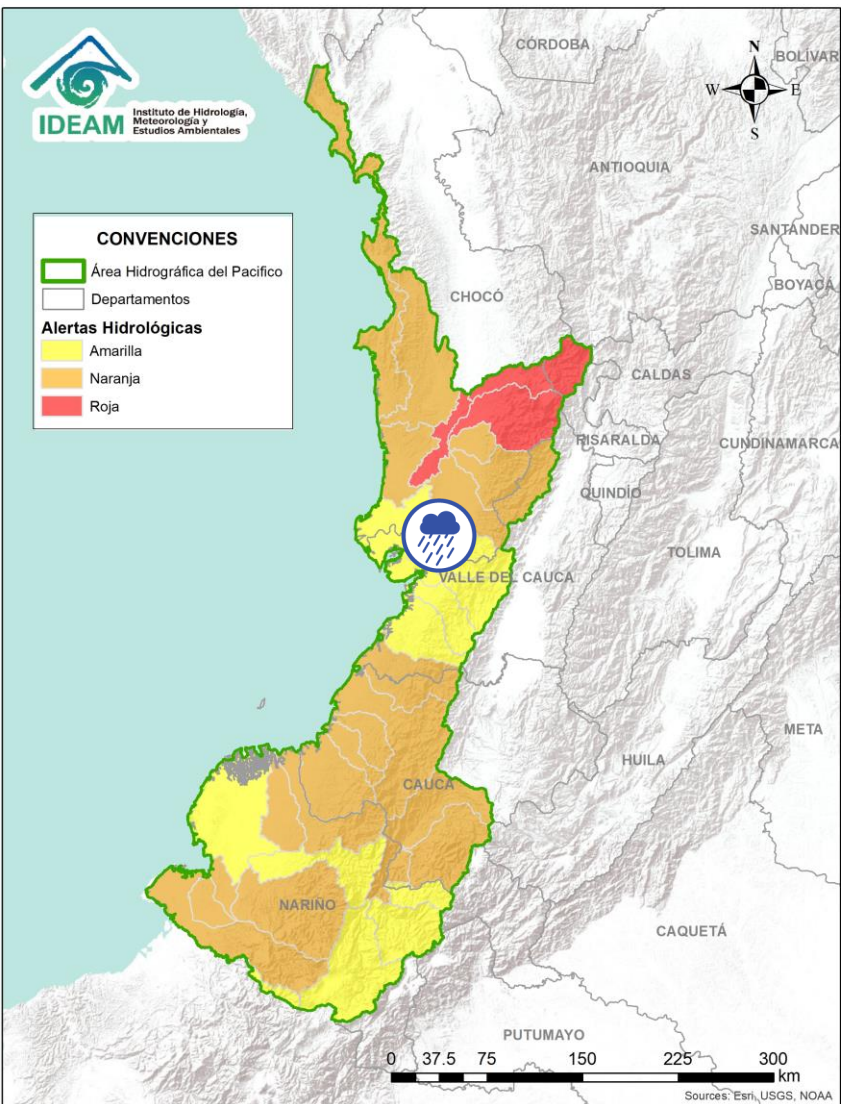 IDEAM
Instituto de Hidrología,
Meteorología y
Estudios Ambientales
CONVENCIONES
Área Hidrográfica del Pacifico
Departamentos
Alertas Hidrológicas
Amarilla
Naranja
Roja
N
W
E
S
CÓRDOBA
BOLÍVAR
ANTIOQUIA
SANTANDER
BOYACÁ
CHOCÓ
CALDAS
RISARALDA
CUNDINAMARCA
QUINDÍO
TOLIMA
VALLE DEL CAUCA
META
HUILA
CAUCA
NARIÑO
CAQUETÁ
PUTUMAYO
0 37.5 75 150 225 300
km
Sources: Esri, USGS, NOAA